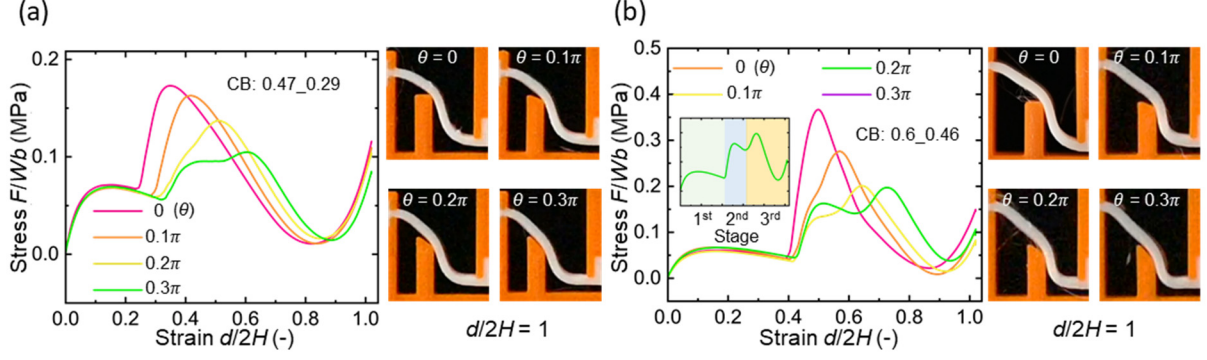 (a)
Stress F/Wb (MPa)
0.2
0.1
0.0
CB: 0.47_0.29
0 (θ)
0.1π
0.2π
0.3π
0.0 0.2 0.4 0.6 0.8 1.0
Strain d/2H (-)
θ = 0
θ = 0.1π
θ = 0.2π
θ = 0.3π
d/2H = 1
(b)
Stress F/Wb (MPa)
0.5
0.4
0.3
0.2
0.1
0.0
0 (θ)
0.2π
0.1π
0.3π
CB: 0.6_0.46
1st 2nd 3rd
Stage
0.0 0.2 0.4 0.6 0.8 1.0
Strain d/2H (-)
θ = 0
θ = 0.1π
θ = 0.2π
θ = 0.3π
d/2H = 1